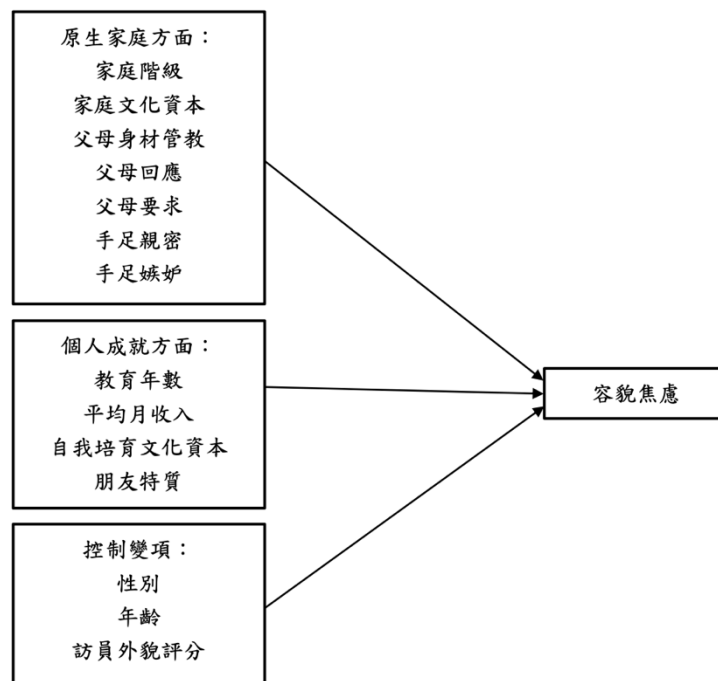 原生家庭方面：
家庭階級
家庭文化資本
父母身材管教
父母回應
父母要求
手足親密
手足嫉妒
個人成就方面：
教育年數
平均月收入
自我培育文化資本
朋友特質
容貌焦慮
控制變項：
性別
年齡
訪員外貌評分